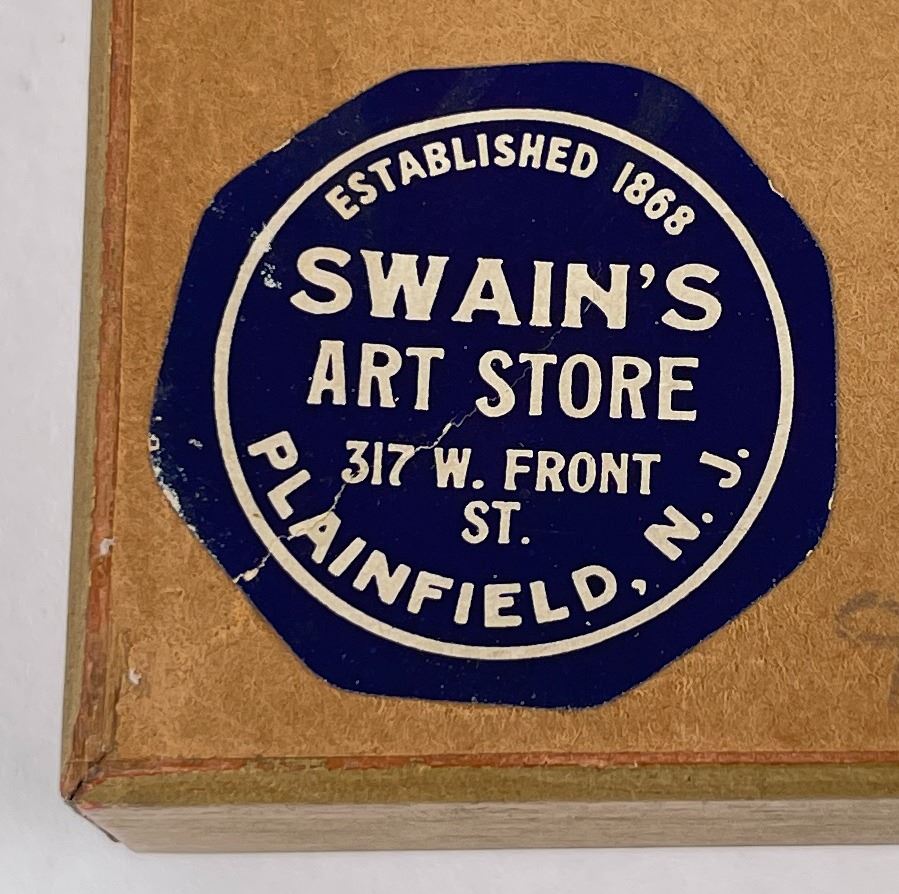 ESTABLISHED 1868
SWAIN'S
ART STORE
317 W. FRONT
ST.
PLAINFIELD, N. J.